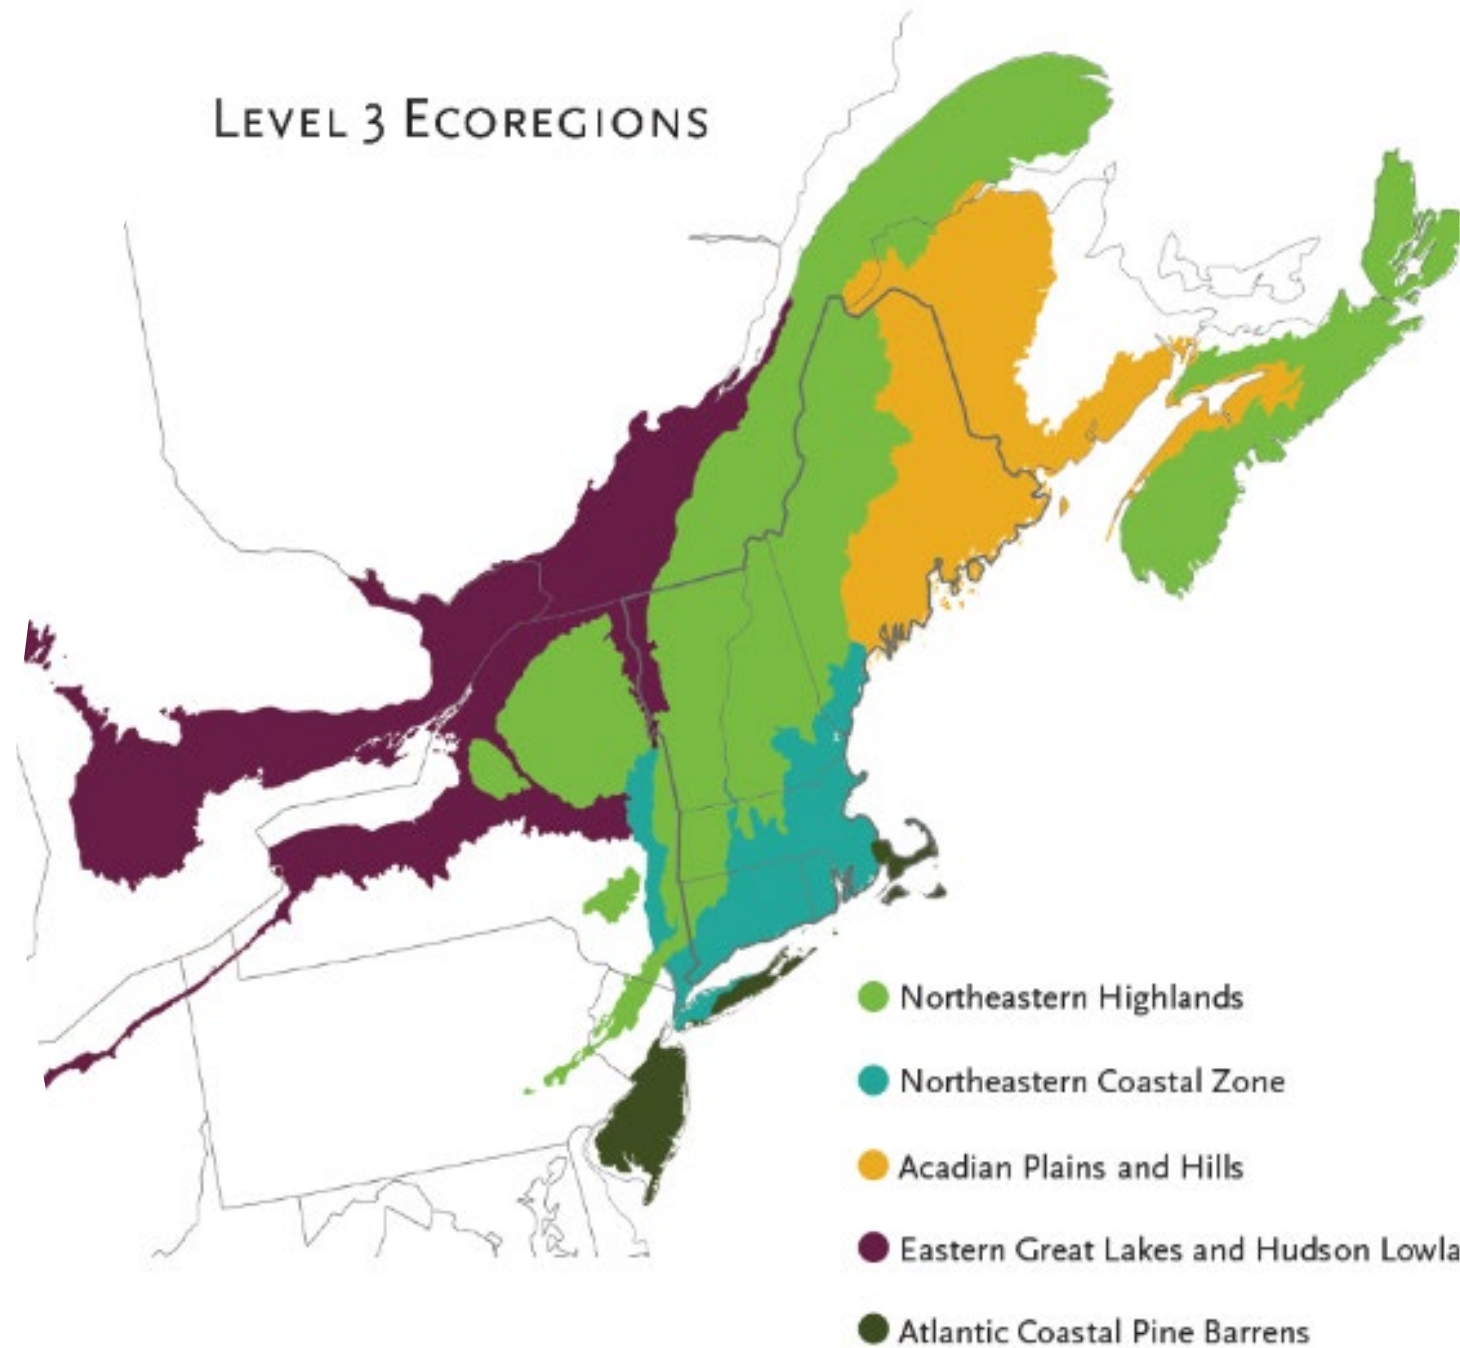 Level 3 Ecoregions
Northeastern Highlands
Northeastern Coastal Zone
Acadian Plains and Hills
Eastern Great Lakes and Hudson Lowla
Atlantic Coastal Pine Barrens